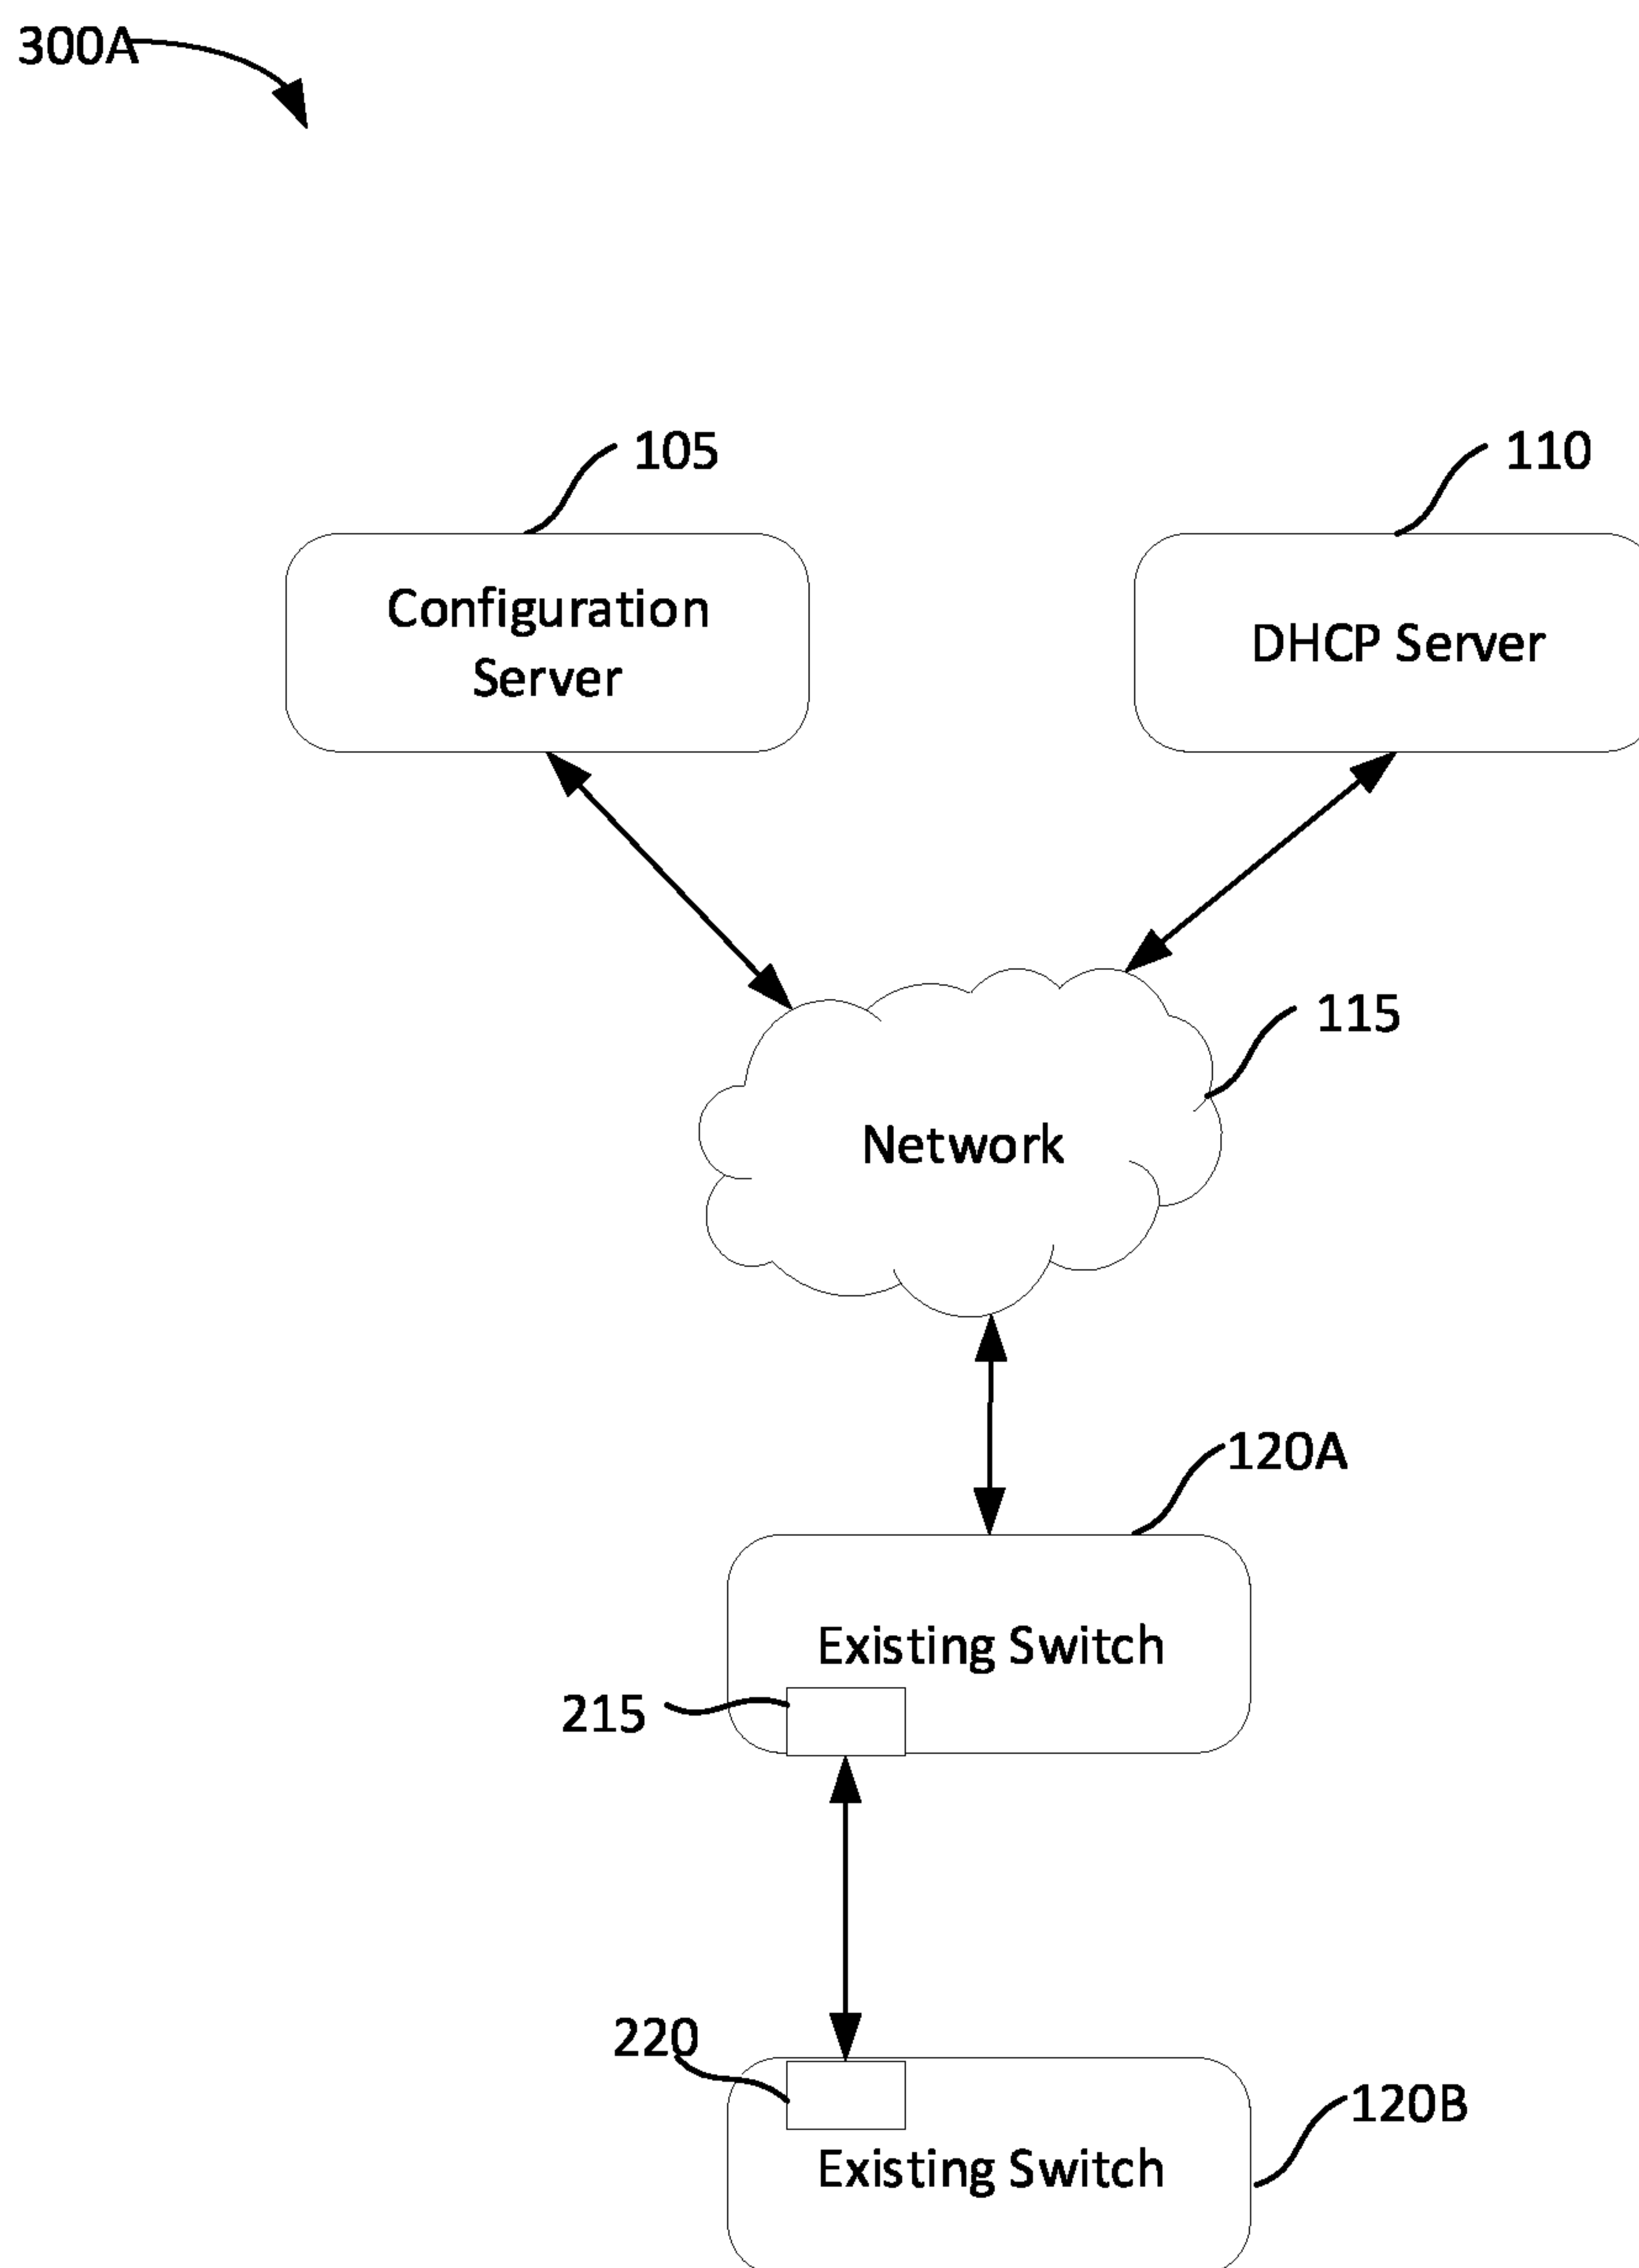 300A
105
110
Configuration
Server
DHCP Server
115
Network
120A
Existing Switch
215
220
120B
Existing Switch